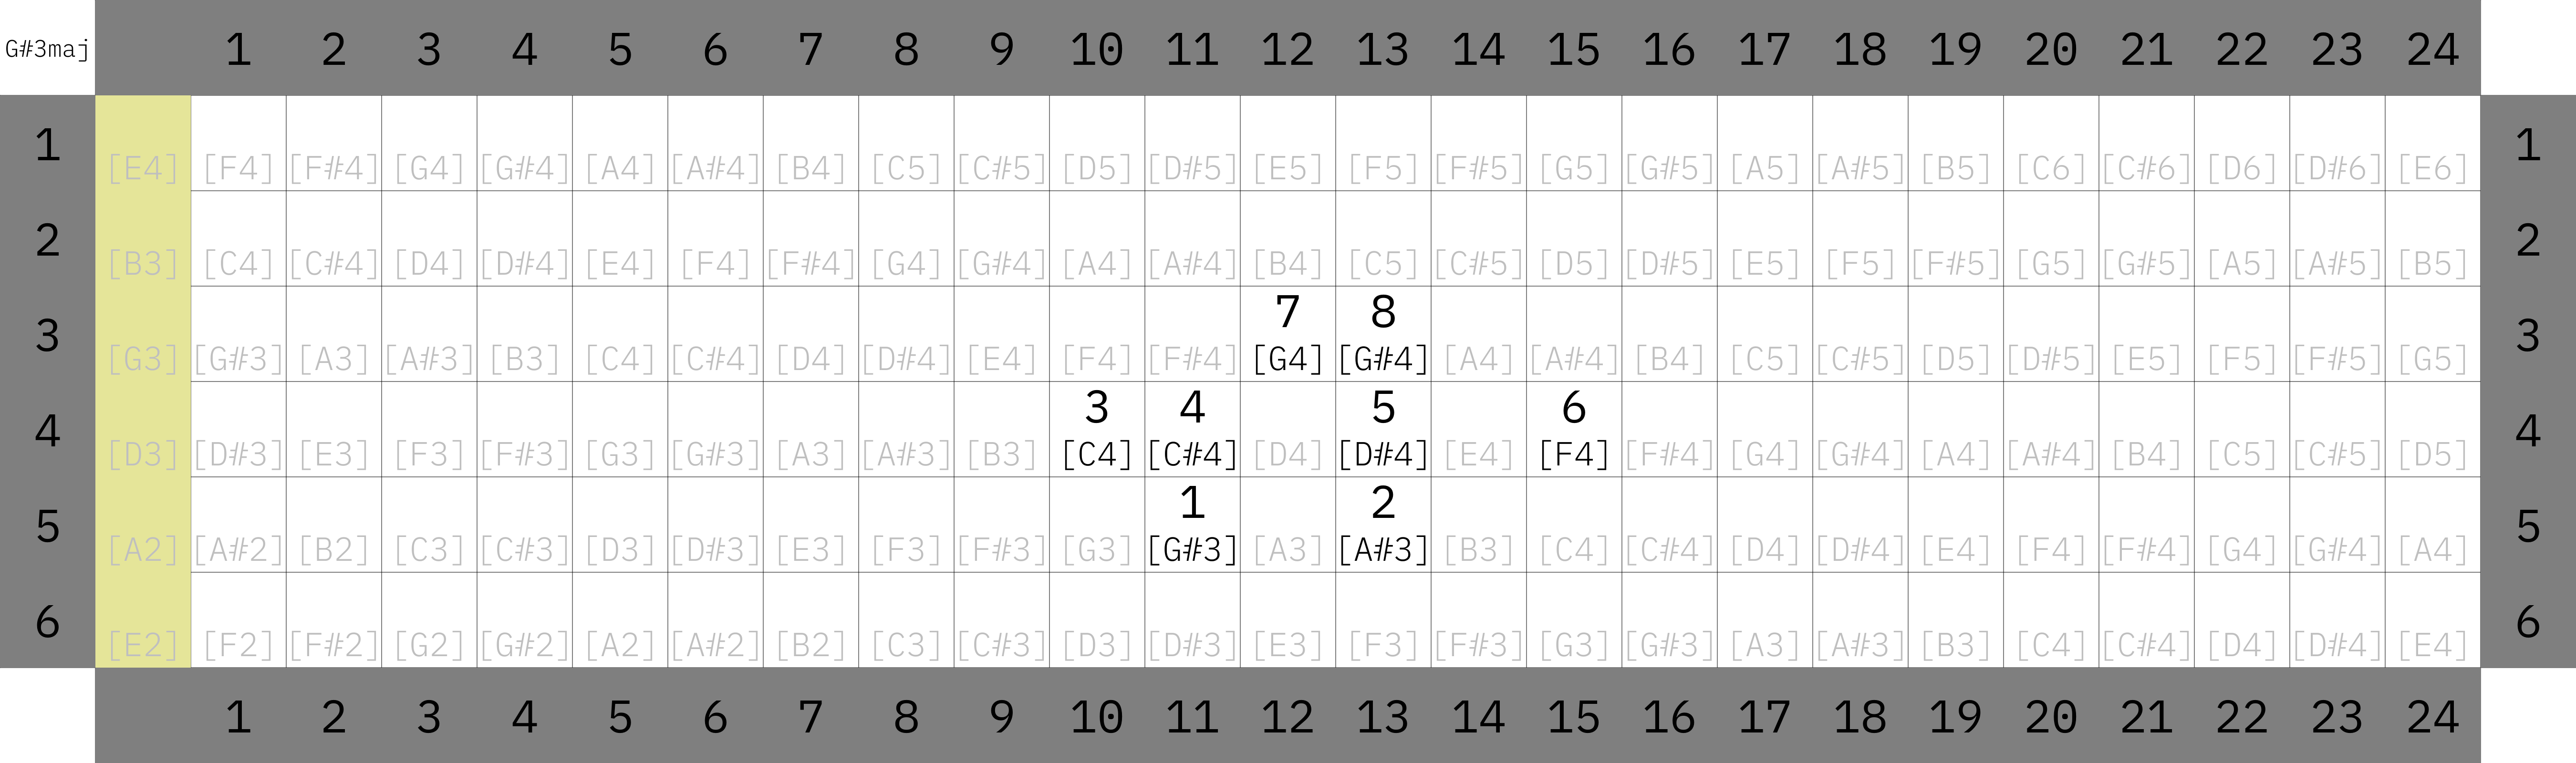 G#3maj 1 2 3 4 5 6 7 8 9 10 11 12 13 14 15 16 17 18 19 20 21 22 23 24
1 [E4] [F4] [F#4] [G4] [G#4] [A4] [A#4] [B4] [C5] [C#5] [D5] [D#5] [E5] [F5] [F#5] [G5] [G#5] [A5] [A#5] [B5] [C6] [C#6] [D6] [D#6] [E6] 1
2 [B3] [C4] [C#4] [D4] [D#4] [E4] [F4] [F#4] [G4] [G#4] [A4] [A#4] [B4] [C5] [C#5] [D5] [D#5] [E5] [F5] [F#5] [G5] [G#5] [A5] [A#5] [B5] 2
7 8
3 [G3] [G#3] [A3] [A#3] [B3] [C4] [C#4] [D4] [D#4] [E4] [F4] [F#4] [G4] [G#4] [A4] [A#4] [B4] [C5] [C#5] [D5] [D#5] [E5] [F5] [F#5] [G5] 3
3 4 5 6
4 [D3] [D#3] [E3] [F3] [F#3] [G3] [G#3] [A3] [A#3] [B3] [C4] [C#4] [D4] [D#4] [E4] [F4] [F#4] [G4] [G#4] [A4] [A#4] [B4] [C5] [C#5] [D5] 4
1 2
5 [A2] [A#2] [B2] [C3] [C#3] [D3] [D#3] [E3] [F3] [F#3] [G3] [G#3] [A3] [A#3] [B3] [C4] [C#4] [D4] [D#4] [E4] [F4] [F#4] [G4] [G#4] [A4] 5
6 [E2] [F2] [F#2] [G2] [G#2] [A2] [A#2] [B2] [C3] [C#3] [D3] [D#3] [E3] [F3] [F#3] [G3] [G#3] [A3] [A#3] [B3] [C4] [C#4] [D4] [D#4] [E4] 6
1 2 3 4 5 6 7 8 9 10 11 12 13 14 15 16 17 18 19 20 21 22 23 24